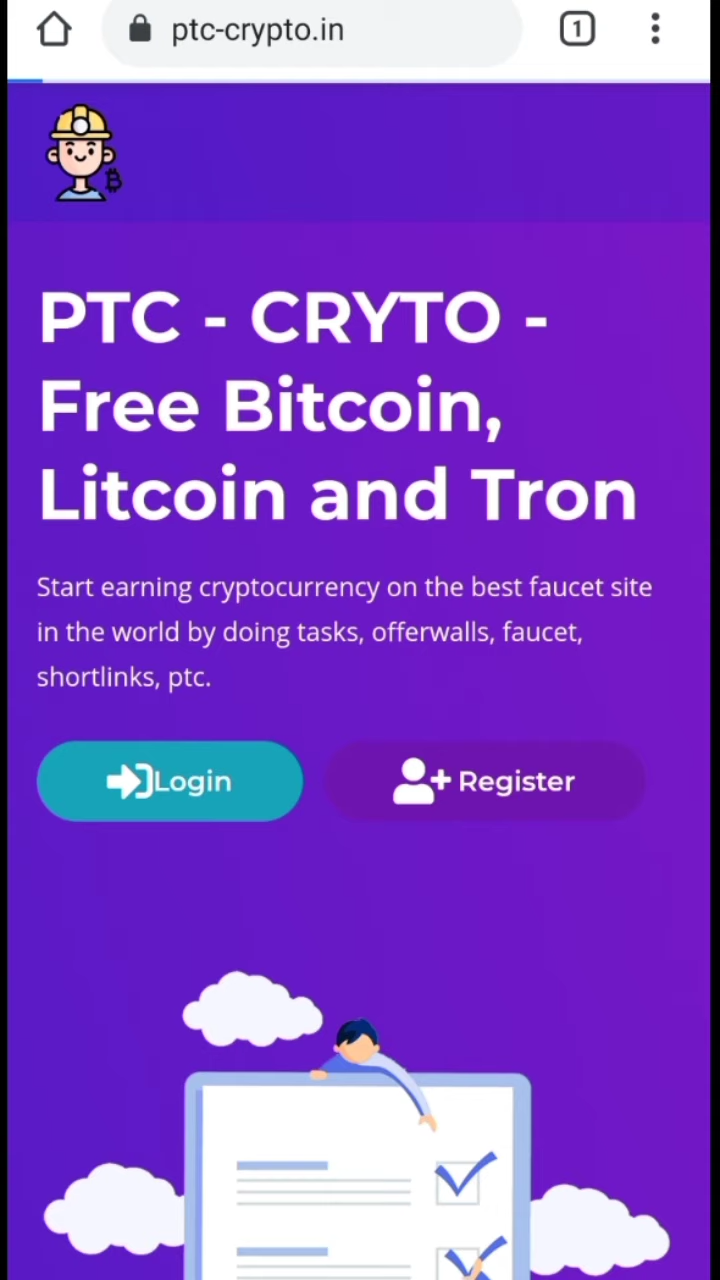 ptc-crypto.in
1
PTC - CRYTO -
Free Bitcoin,
Litcoin and Tron
Start earning cryptocurrency on the best faucet site
in the world by doing tasks, offerwalls, faucet,
shortlinks, ptc.
Login
Register